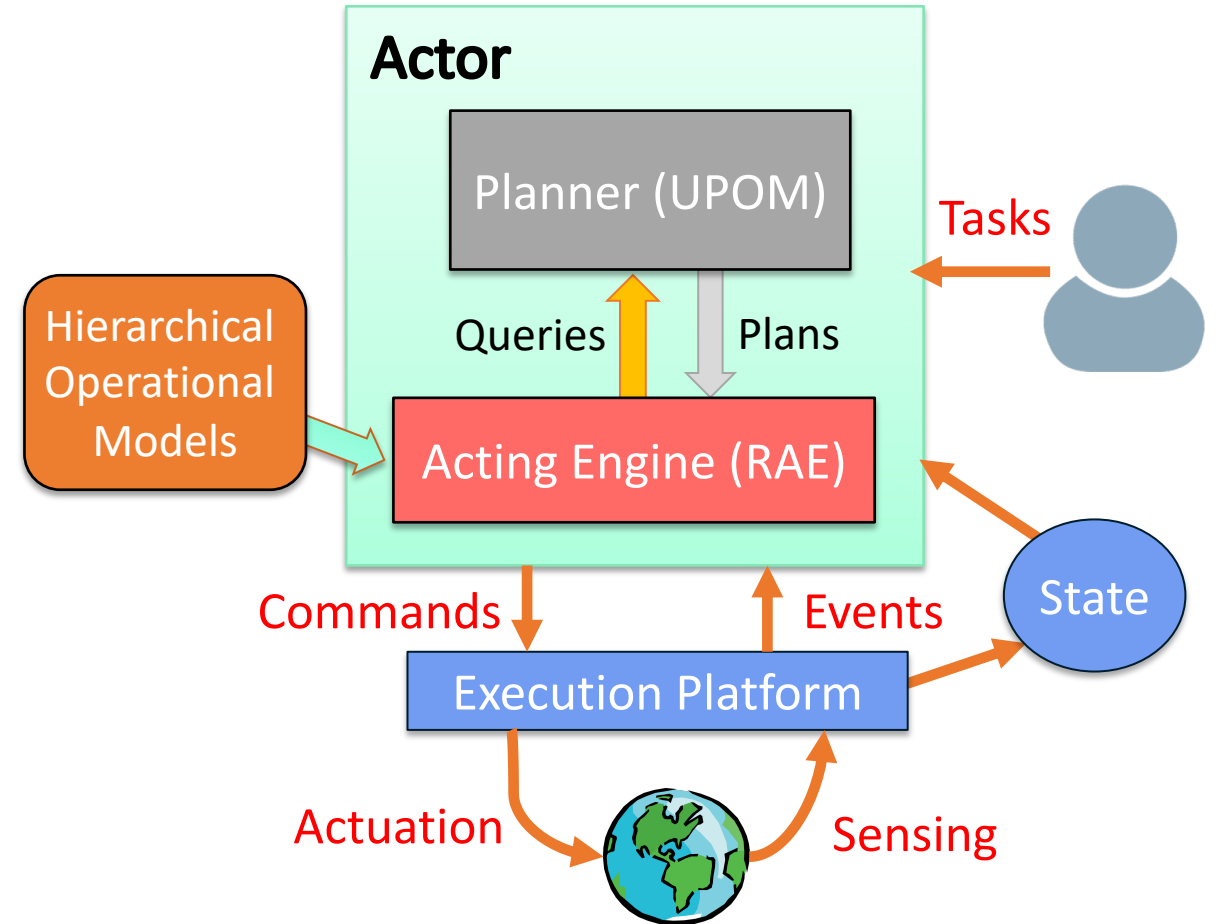 Actor
Planner (UPOM)
Tasks
Hierarchical
Operational
Models
Queries
Plans
Acting Engine (RAE)
State
Commands
Events
Execution Platform
Actuation
Sensing